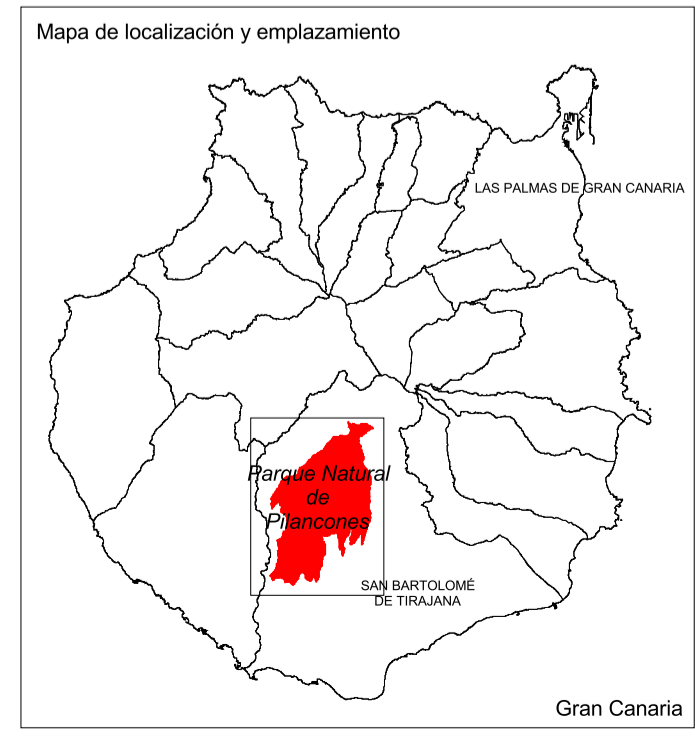 Mapa de localización y emplazamiento
LAS PALMAS DE GRAN CANARIA
Parque Natural
de
Pilancones
SAN BARTOLOMÉ
DE TIRAJANA
Gran Canaria